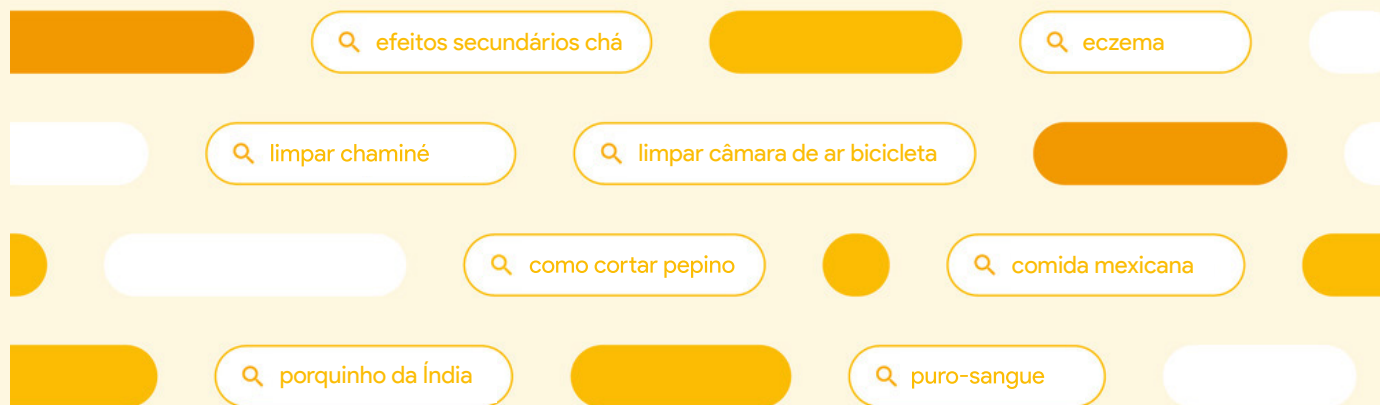 efeitos secundários chá
eczema
limpar chaminé
limpar câmara de ar bicicleta
como cortar pepino
comida mexicana
porquinho da Índia
puro-sangue